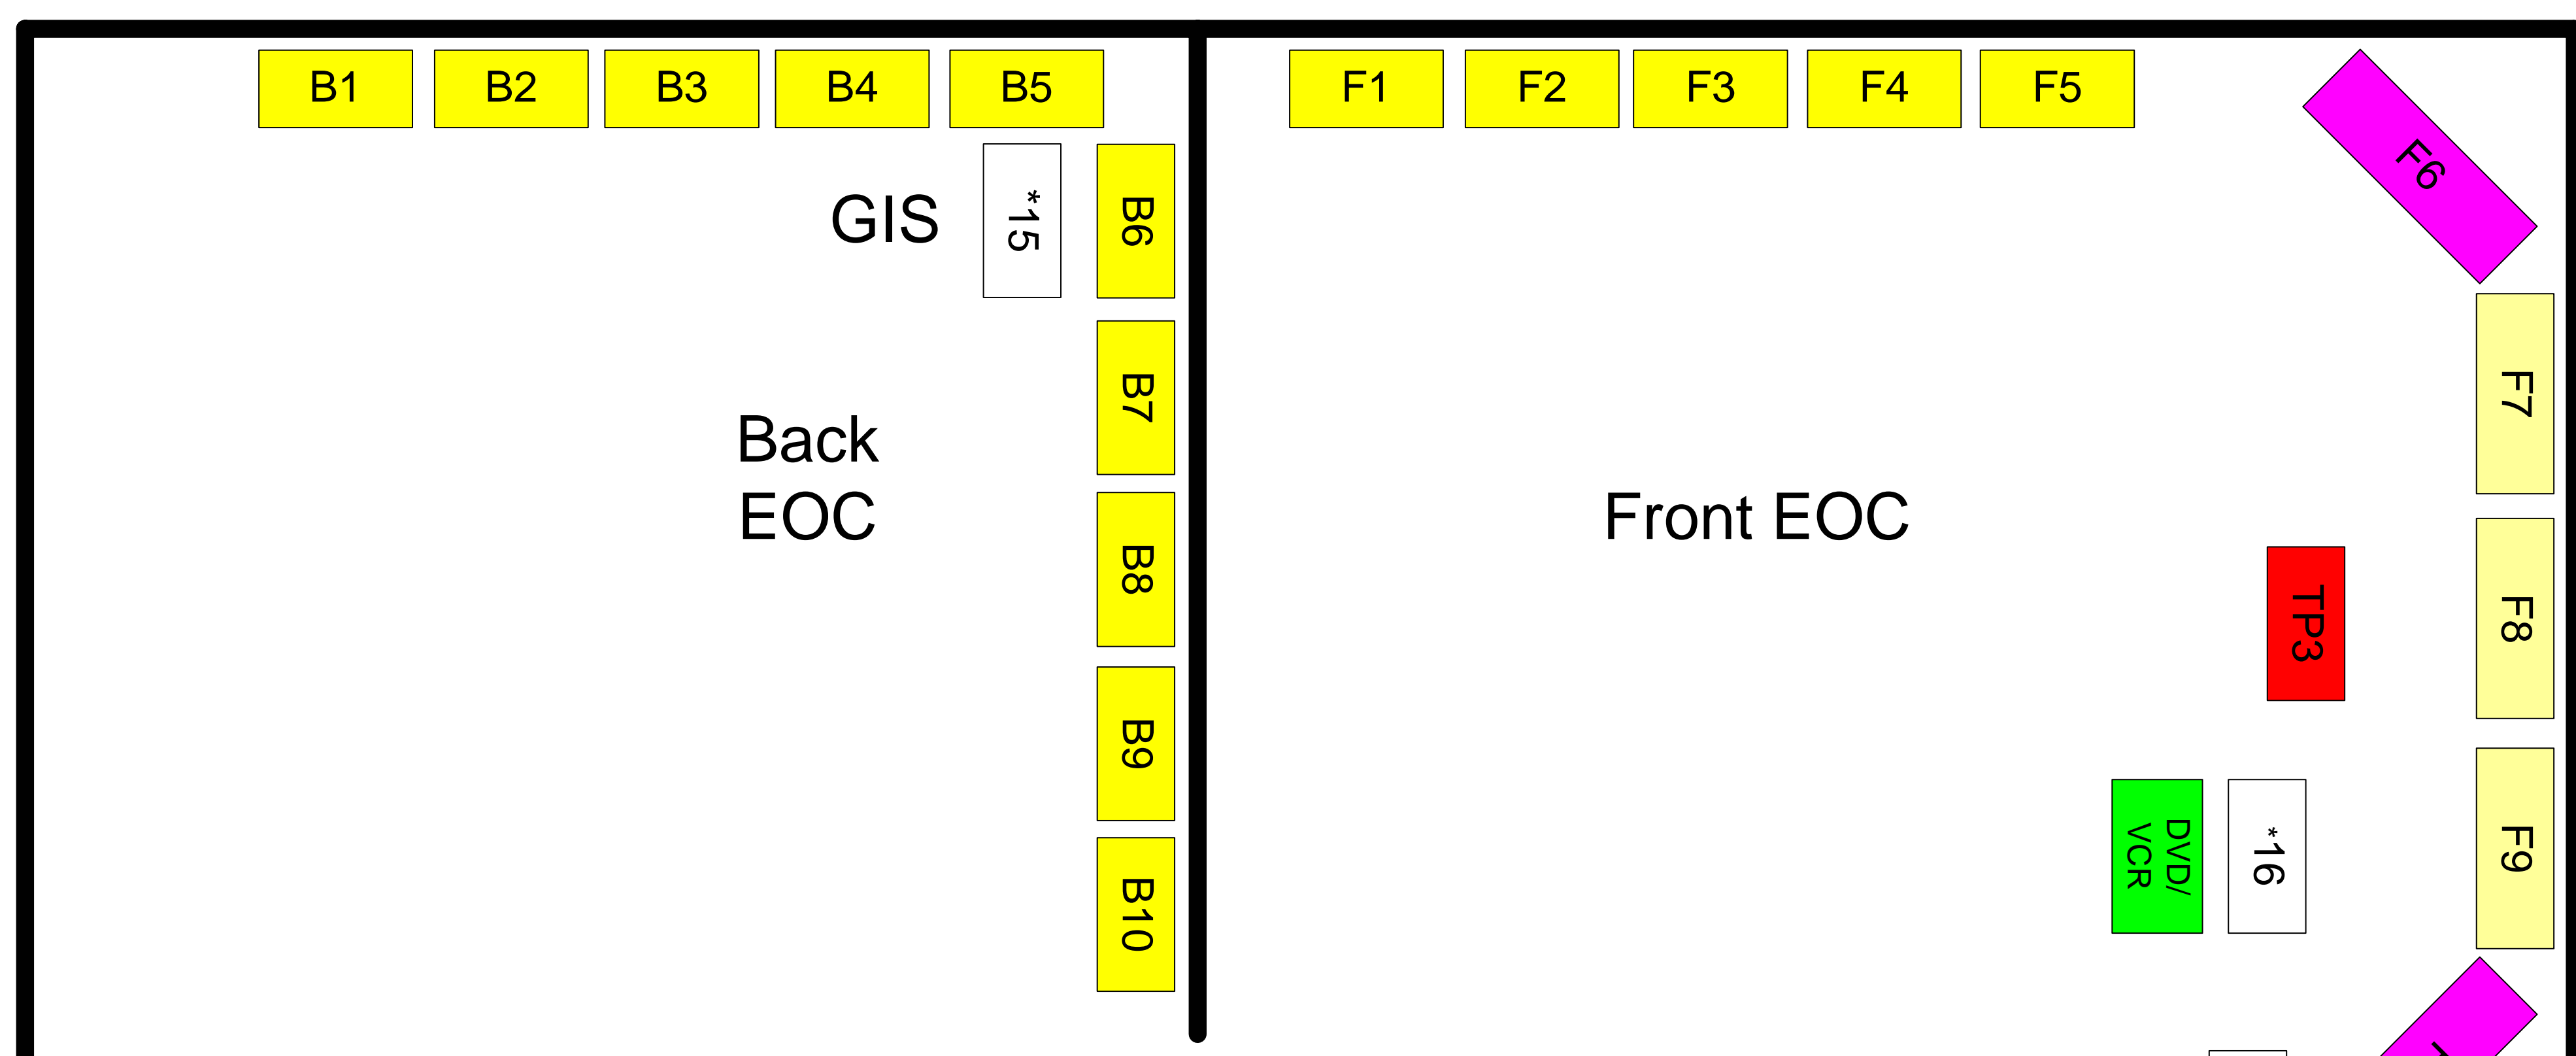 B1
B2
B3
B4
B5
F1
F2
F3
F4
F5
F6
GIS
*15
B6
B7
F7
Back
EOC
Front EOC
B8
TP3
F8
B9
DVD/
VCR
*16
F9
B10